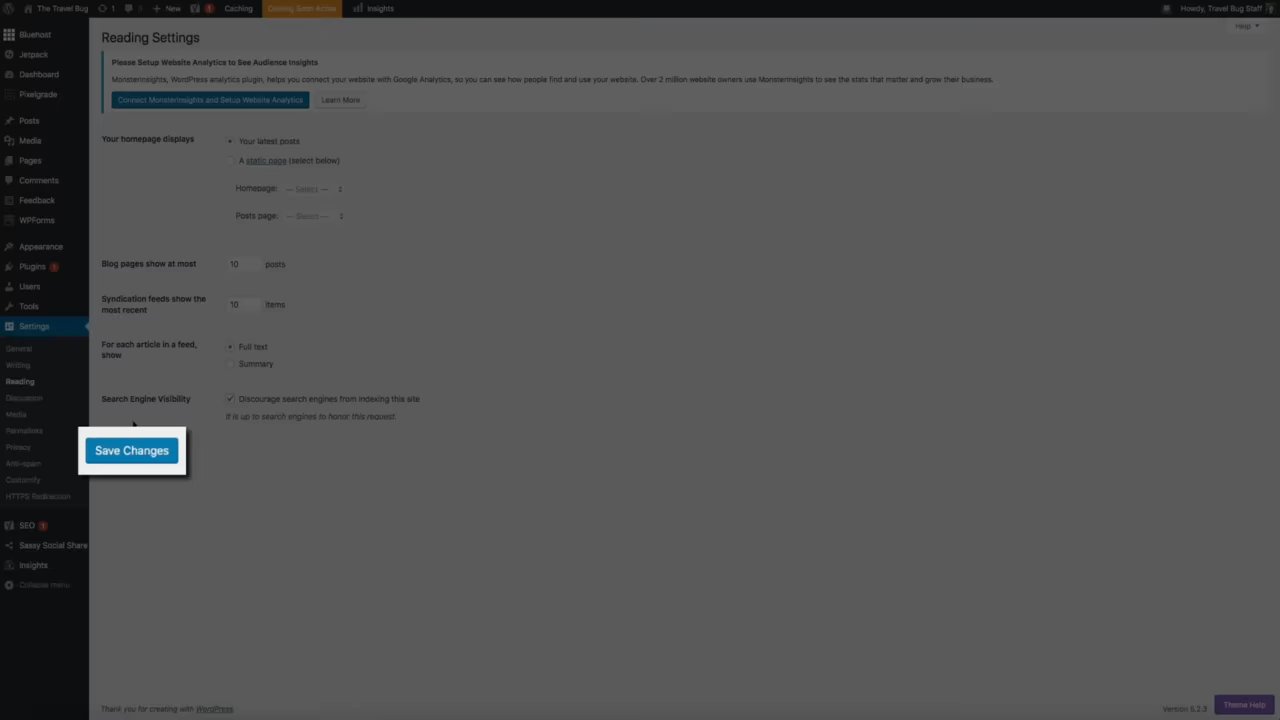 The Travel Bug 1 New 1 Caching Coming Soon Active Insights Howdy, Travel Bug Staff
Help
Bluehost
Jetpack
Dashboard
Pixelgrade
Posts
Media
Pages
Comments
Feedback
WPForms
Appearance
Plugins 1
Users
Tools
Settings
General
Writing
Reading
Discussion
Media
Permalinks
Privacy
Anti-spam
Customify
HTTPS Redirection
SEO 1
Sassy Social Share
Insights
Collapse menu
Reading Settings
Please Setup Website Analytics to See Audience Insights
MonsterInsights, WordPress analytics plugin, helps you connect your website with Google Analytics, so you can see how people find and use your website. Over 2 million website owners use MonsterInsights to see the stats that matter and grow their business.
Connect MonsterInsights and Setup Website Analytics Learn More
Your homepage displays Your latest posts
A static page (select below)
Homepage: — Select —
Posts page: — Select —
Blog pages show at most 10 posts
Syndication feeds show the
most recent 10 items
For each article in a feed,
show Full text
Summary
Search Engine Visibility Discourage search engines from indexing this site
It is up to search engines to honor this request.
Save Changes
Thank you for creating with WordPress. Version 5.2.3
Theme Help